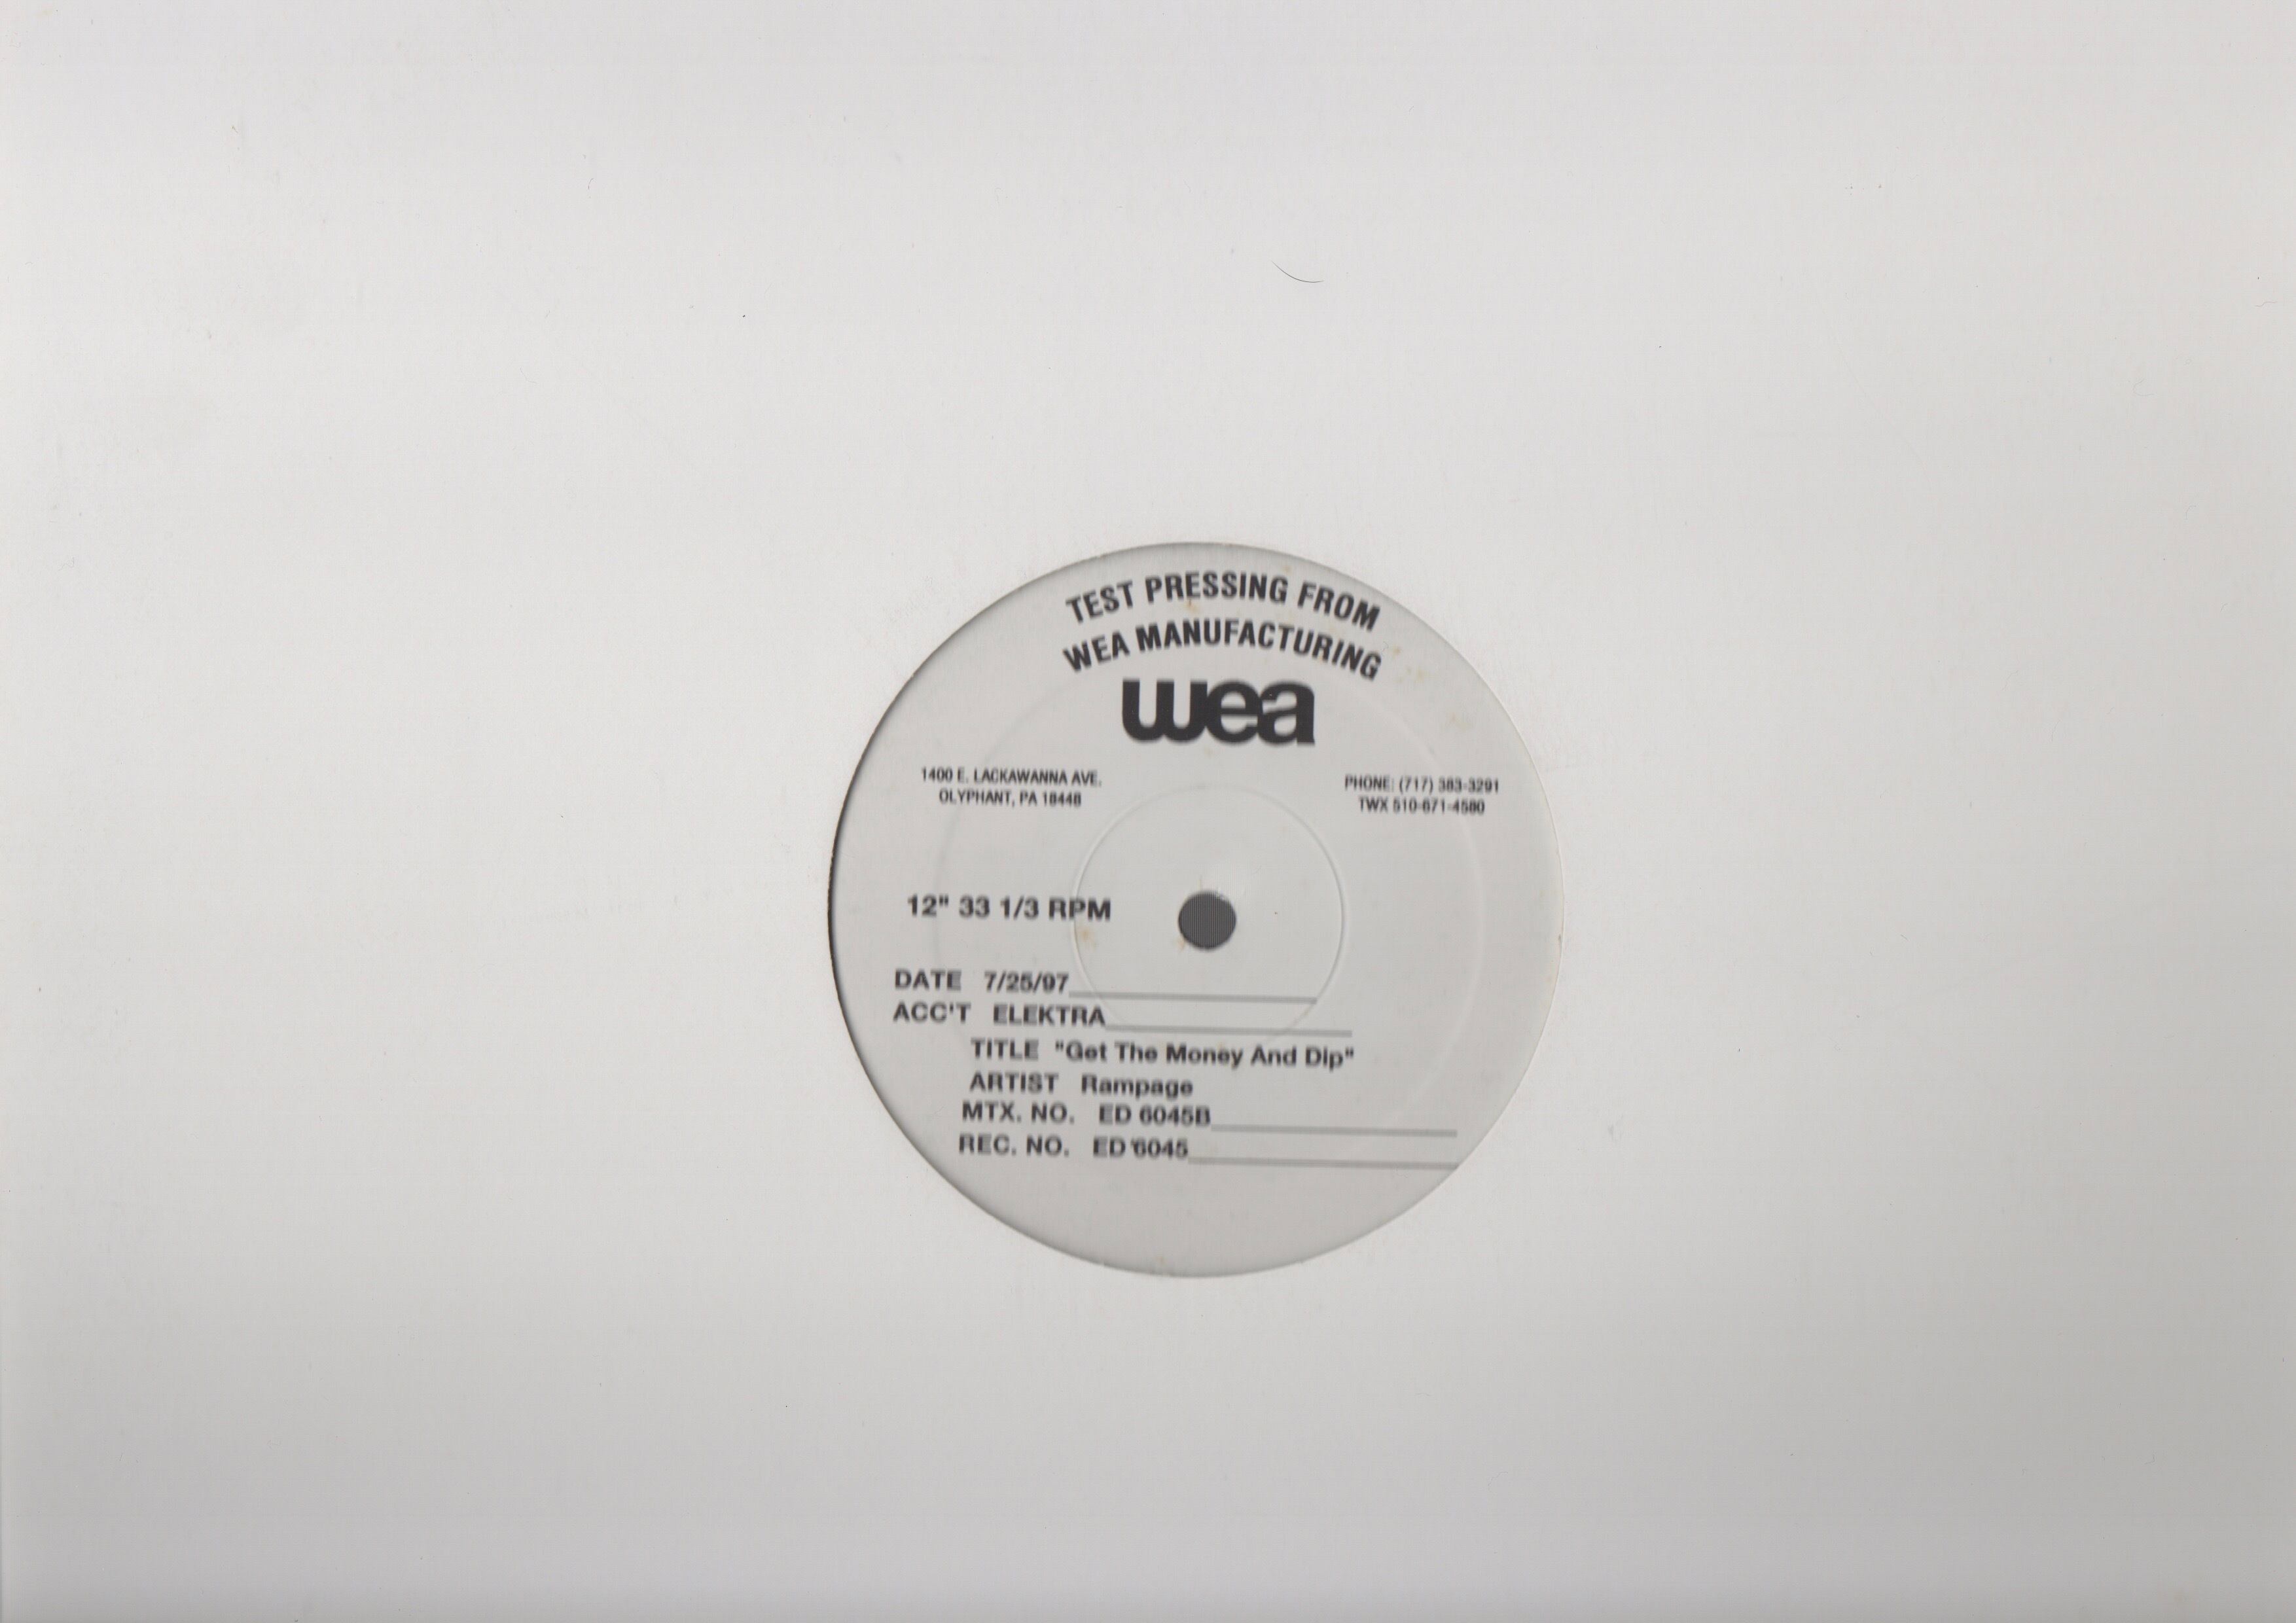 TEST PRESSING FROM
WEA MANUFACTURING
wea
1400 E. LACKAWANNA AVE.
OLYPHANT, PA 18448
PHONE: (717) 383-3291
TWX 510-671-4580
12" 33 1/3 RPM
DATE 7/25/97
ACC'T ELEKTRA
TITLE "Get The Money And Dip"
ARTIST Rampage
MTX. NO. ED 6045B
REC. NO. ED 6045